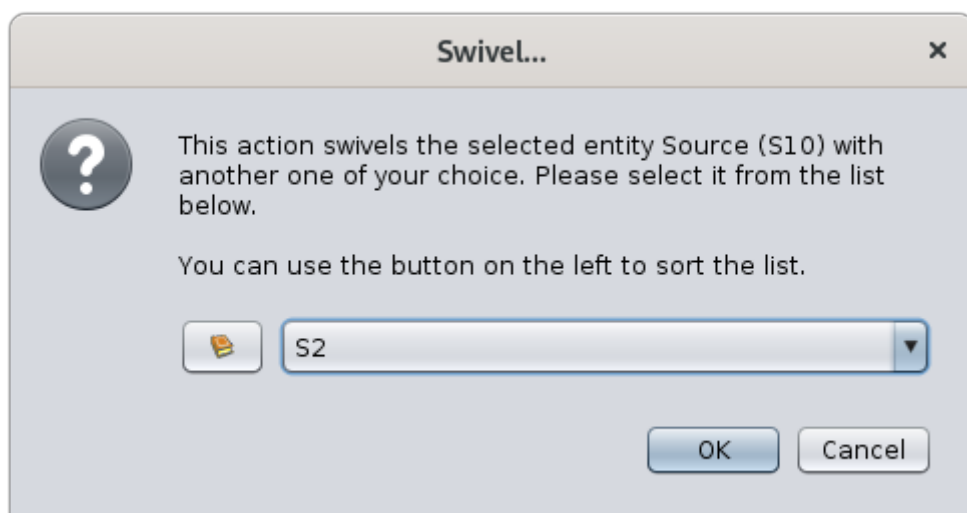 Swivel...
This action swivels the selected entity Source (S10) with
another one of your choice. Please select it from the list
below.
You can use the button on the left to sort the list.
S2
OK
Cancel